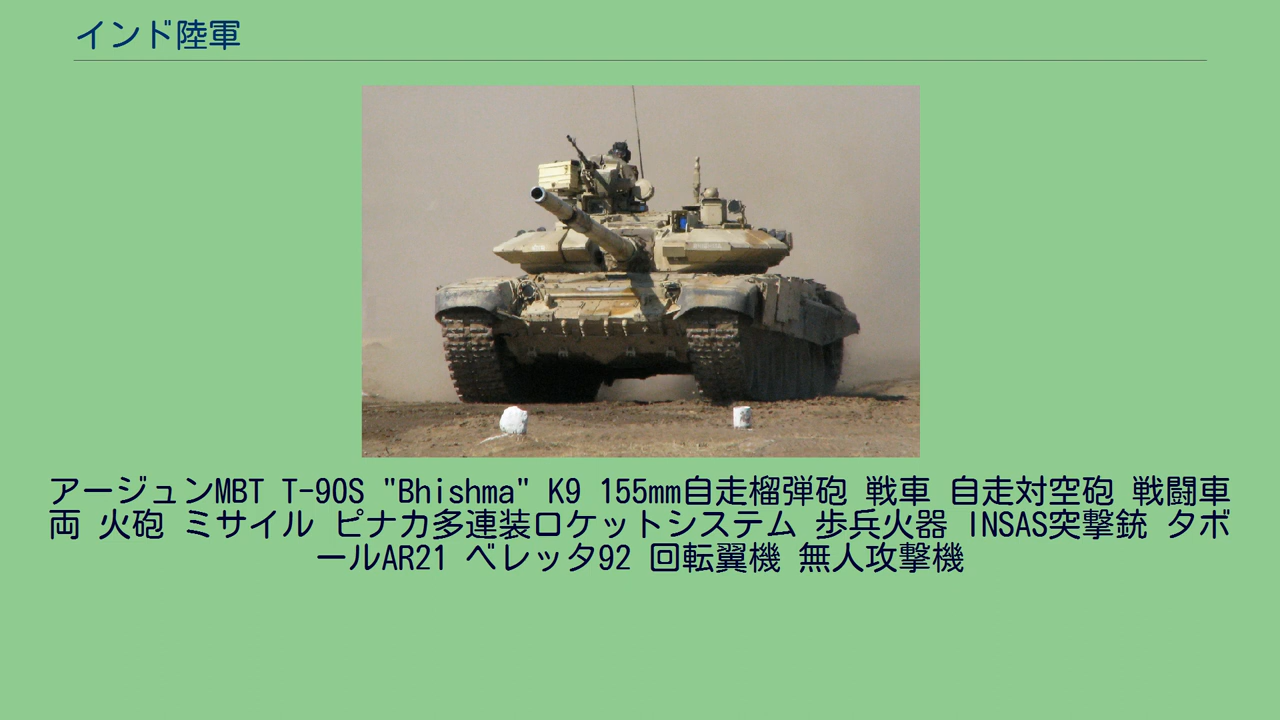 インド陸軍
アージュンMBT T-90S "Bhishma" K9 155mm自走榴弾砲 戦車 自走対空砲 戦闘車
両 火砲 ミサイル ピナカ多連装ロケットシステム 歩兵火器 INSAS突撃銃 タボ
ールAR21 ベレッタ92 回転翼機 無人攻撃機